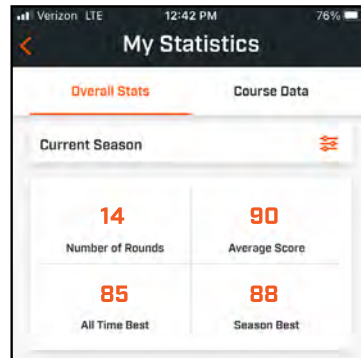 Verizon LTE 12:42 PM 76%
My Statistics
Overall Stats Course Data
Current Season
14 90
Number of Rounds Average Score
85 88
All Time Best Season Best